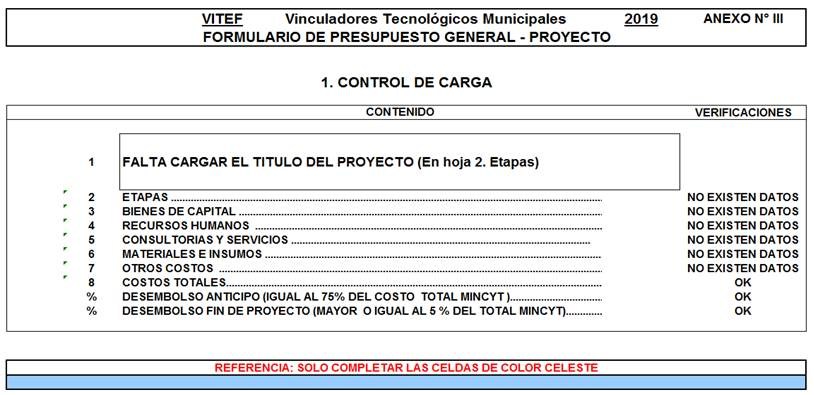 VITEF Vinculadores Tecnológicos Municipales 2019 ANEXO N° III
FORMULARIO DE PRESUPUESTO GENERAL - PROYECTO
1. CONTROL DE CARGA
CONTENIDO VERIFICACIONES
1 FALTA CARGAR EL TITULO DEL PROYECTO (En hoja 2. Etapas)
2 ETAPAS ........................................ NO EXISTEN DATOS
3 BIENES DE CAPITAL ........................................ NO EXISTEN DATOS
4 RECURSOS HUMANOS ........................................ NO EXISTEN DATOS
5 CONSULTORIAS Y SERVICIOS ........................................ NO EXISTEN DATOS
6 MATERIALES E INSUMOS ........................................ NO EXISTEN DATOS
7 OTROS COSTOS ........................................ NO EXISTEN DATOS
8 COSTOS TOTALES........................................ OK
% DESEMBOLSO ANTICIPO (IGUAL AL 75% DEL COSTO TOTAL MINCYT )........................ OK
% DESEMBOLSO FIN DE PROYECTO (MAYOR O IGUAL AL 5 % DEL TOTAL MINCYT)............ OK
REFERENCIA: SOLO COMPLETAR LAS CELDAS DE COLOR CELESTE